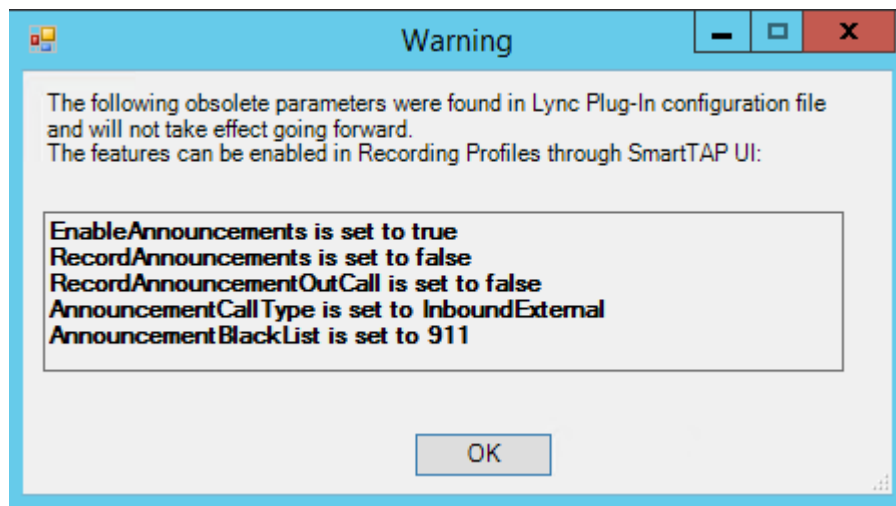 Warning
The following obsolete parameters were found in Lync Plug-In configuration file
and will not take effect going forward.
The features can be enabled in Recording Profiles through SmartTAP UI:
EnableAnnouncements is set to true
RecordAnnouncements is set to false
RecordAnnouncementOutCall is set to false
AnnouncementCallType is set to InboundExternal
AnnouncementBlackList is set to 911
OK